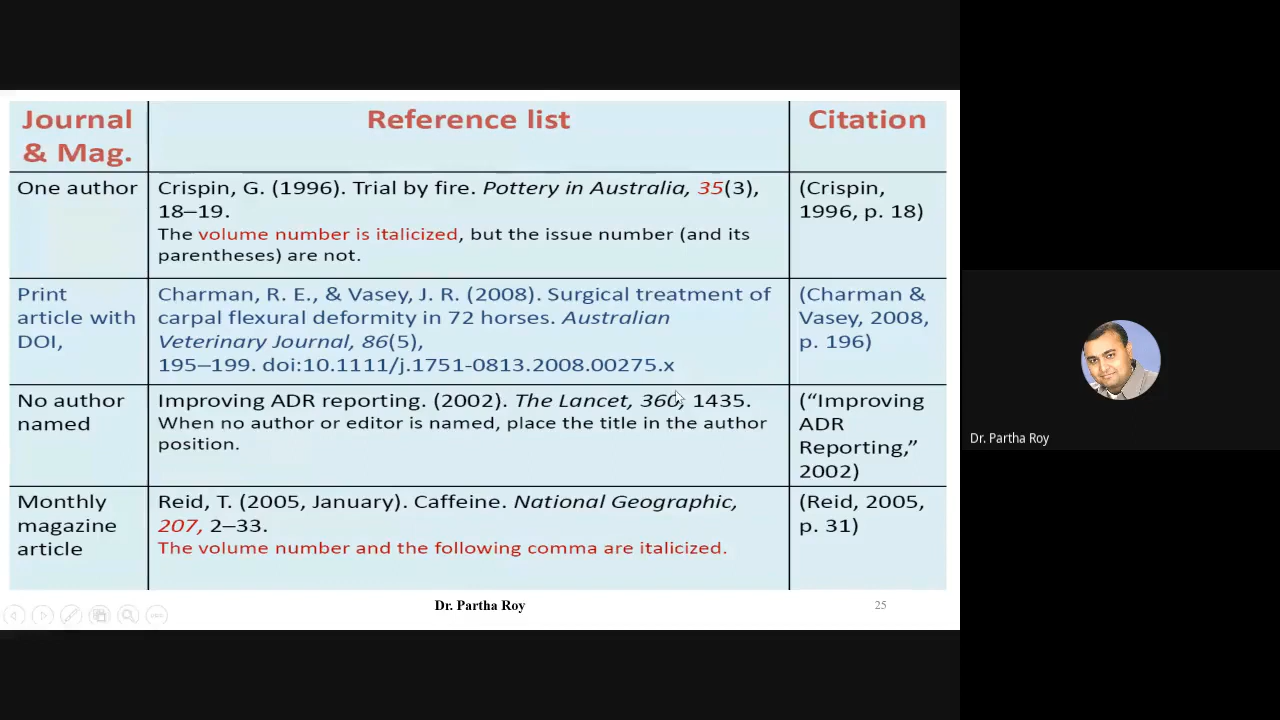 Journal & Mag.
Reference list
Citation
One author
Crispin, G. (1996). Trial by fire. Pottery in Australia, 35(3),
18–19.
The volume number is italicized, but the issue number (and its
parentheses) are not.
(Crispin,
1996, p. 18)
Print
article with
DOI,
Charman, R. E., & Vasey, J. R. (2008). Surgical treatment of
carpal flexural deformity in 72 horses. Australian
Veterinary Journal, 86(5),
195–199. doi:10.1111/j.1751-0813.2008.00275.x
(Charman &
Vasey, 2008,
p. 196)
No author
named
Improving ADR reporting. (2002). The Lancet, 360, 1435.
When no author or editor is named, place the title in the author
position.
(“Improving
ADR
Reporting,”
2002)
Monthly
magazine
article
Reid, T. (2005, January). Caffeine. National Geographic,
207, 2–33.
The volume number and the following comma are italicized.
(Reid, 2005,
p. 31)
Dr. Partha Roy
25
Dr. Partha Roy